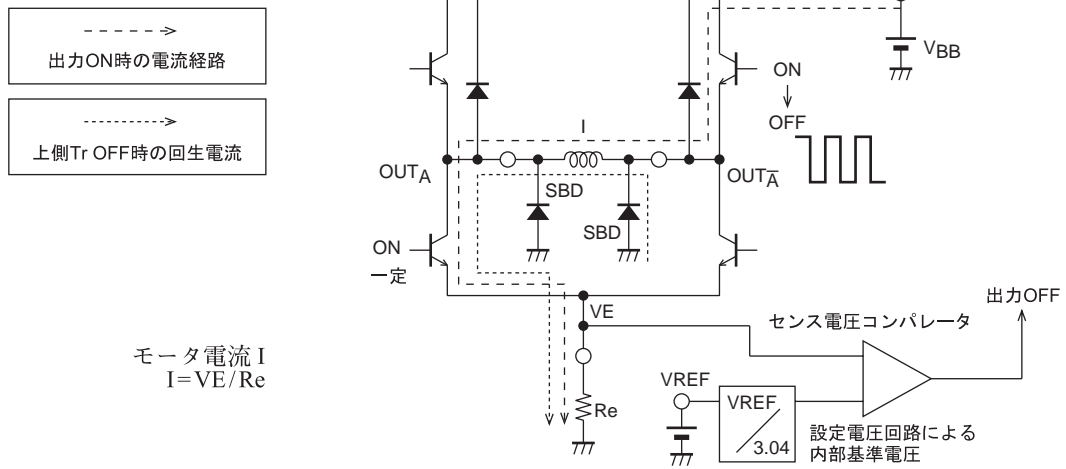 出力ON時の電流経路
上側Tr OFF時の回生電流
VBB
ON
OFF
I
OUTA
SBD
OUTA̅
SBD
ON
一定
VE
出力OFF
センス電圧コンパレータ
モータ電流 I
I=VE/Re
VREF
VREF
3.04
Re
設定電圧回路による
内部基準電圧